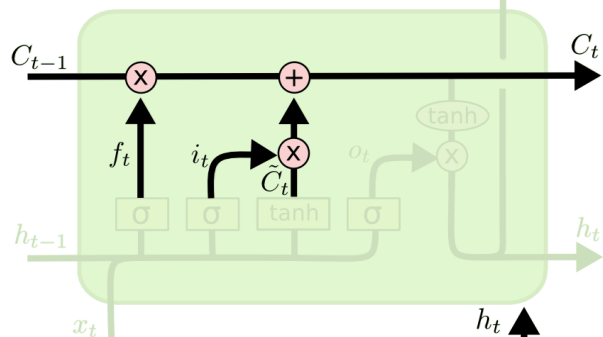 C_{t-1} x + C_t
tanh
f_t i_t x o_t x
C̃_t
σ σ tanh σ
h_{t-1} h_t
x_t h_t